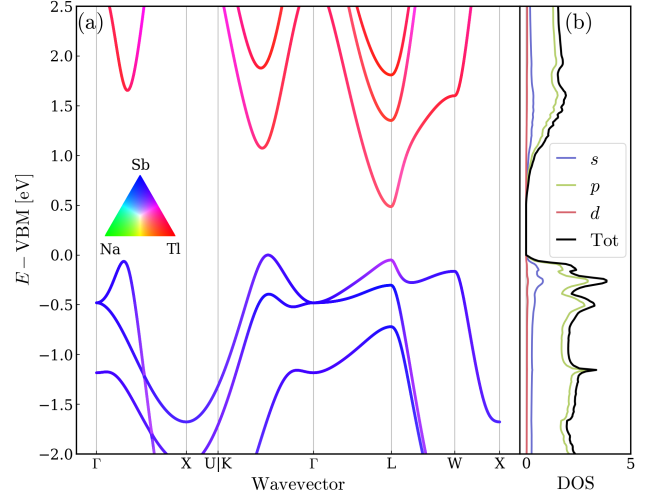 (a)
(b)
2.5
2.0
1.5
1.0
0.5
0.0
−0.5
−1.0
−1.5
−2.0
E − VBM [eV]
Sb
Na
Tl
Γ
X
U|K
Γ
L
W
X
Wavevector
s
p
d
Tot
0
5
DOS